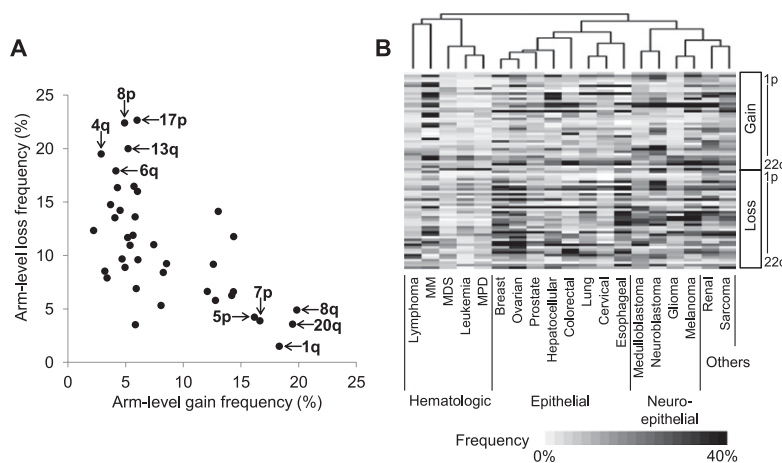 A
Arm-level loss frequency (%)
25
20
15
10
5
0
0 5 10 15 20 25
Arm-level gain frequency (%)
8p
17p
4q
13q
6q
7p
5p
8q
20q
1q
B
Gain
Loss
1p
22q
1p
22q
Lymphoma
MM
MDS
Leukemia
MPD
Breast
Ovarian
Prostate
Hepatocellular
Colorectal
Lung
Cervical
Esophageal
Medulloblastoma
Neuroblastoma
Glioma
Melanoma
Renal
Sarcoma
Hematologic
Epithelial
Neuro-
epithelial
Others
Frequency
0% 40%